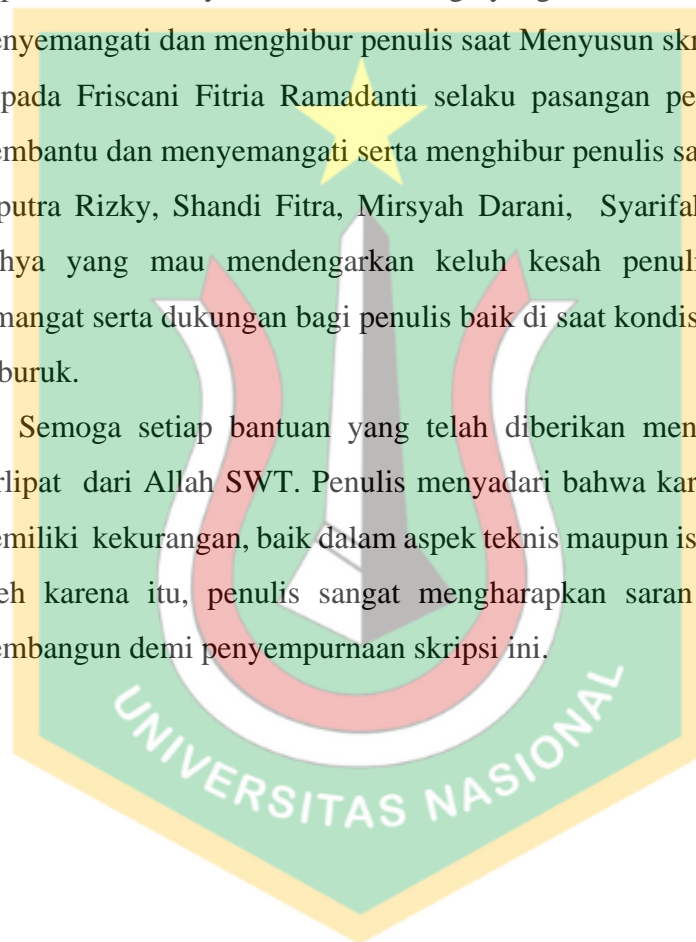 menyemangati dan menghibur penulis saat Menyusun skr
pada Friscani Fitria Ramadanti selaku pasangan pe
embantu dan menyemangati serta menghibur penulis sa
putra Rizky, Shandi Fitra, Mirsyah Darani, Syarifal
hya yang mau mendengarkan keluh kesah penuli
mangat serta dukungan bagi penulis baik di saat kondis
buruk.
Semoga setiap bantuan yang telah diberikan men
rlipat dari Allah SWT. Penulis menyadari bahwa kar
emiliki kekurangan, baik dalam aspek teknis maupun is
eh karena itu, penulis sangat mengharapkan saran
embangun demi penyempurnaan skripsi ini.
UNIVERSITAS NASIONAL